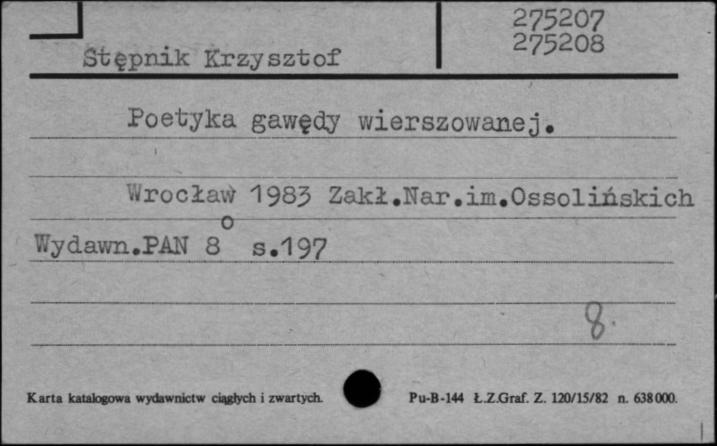 275207
275208
Stępnik Krzysztof
Poetyka gawędy wierszowanej.
Wrocław 1983 Zakł.Nar.im.Ossolińskich
Wydawn.PAN 8° s.197
8.
Karta katalogowa wydawnictw ciągłych i zwartych. Pu-B-144 Ł.Z.Graf. Z. 120/15/82 n. 638000.